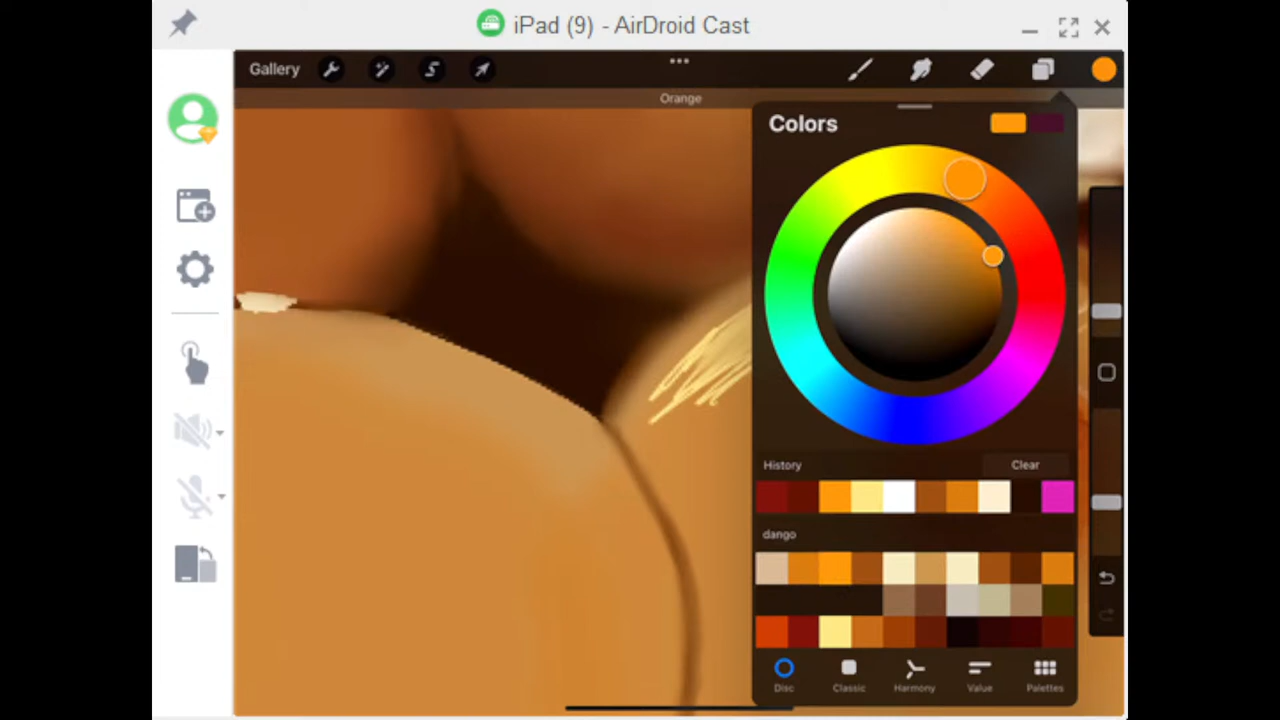 iPad (9) - AirDroid Cast
Gallery
Orange
Colors
History
Clear
dango
Disc
Classic
Harmony
Value
Palettes